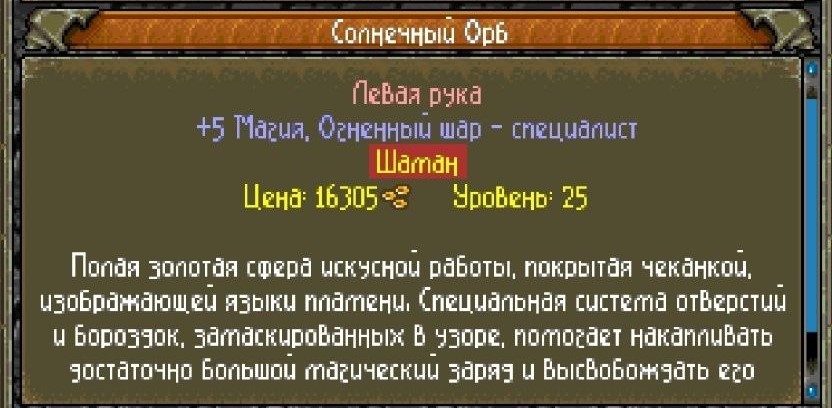 Солнечный Орб
Левая рука
+5 Магия, Огненный шар - специалист
Шаман
Цена: 16305 Уровень: 25
Полая золотая сфера искусной работы, покрытая чеканкой,
изображающей языки пламени. Специальная система отверстий
и бороздок, замаскированных в узоре, помогает накапливать
достаточно большой магический заряд и высвобождать его